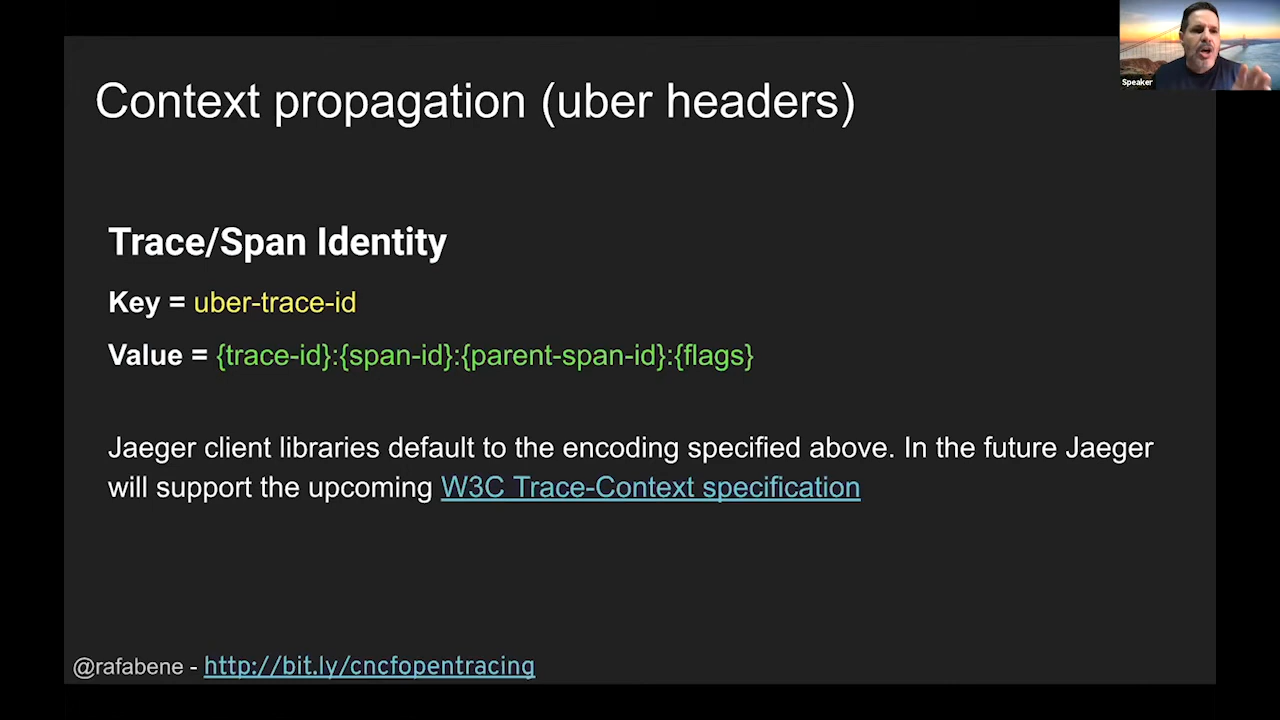 Speaker
Context propagation (uber headers)
Trace/Span Identity
Key = uber-trace-id
Value = {trace-id}:{span-id}:{parent-span-id}:{flags}
Jaeger client libraries default to the encoding specified above. In the future Jaeger
will support the upcoming W3C Trace-Context specification
@rafabene - http://bit.ly/cncfopentracing